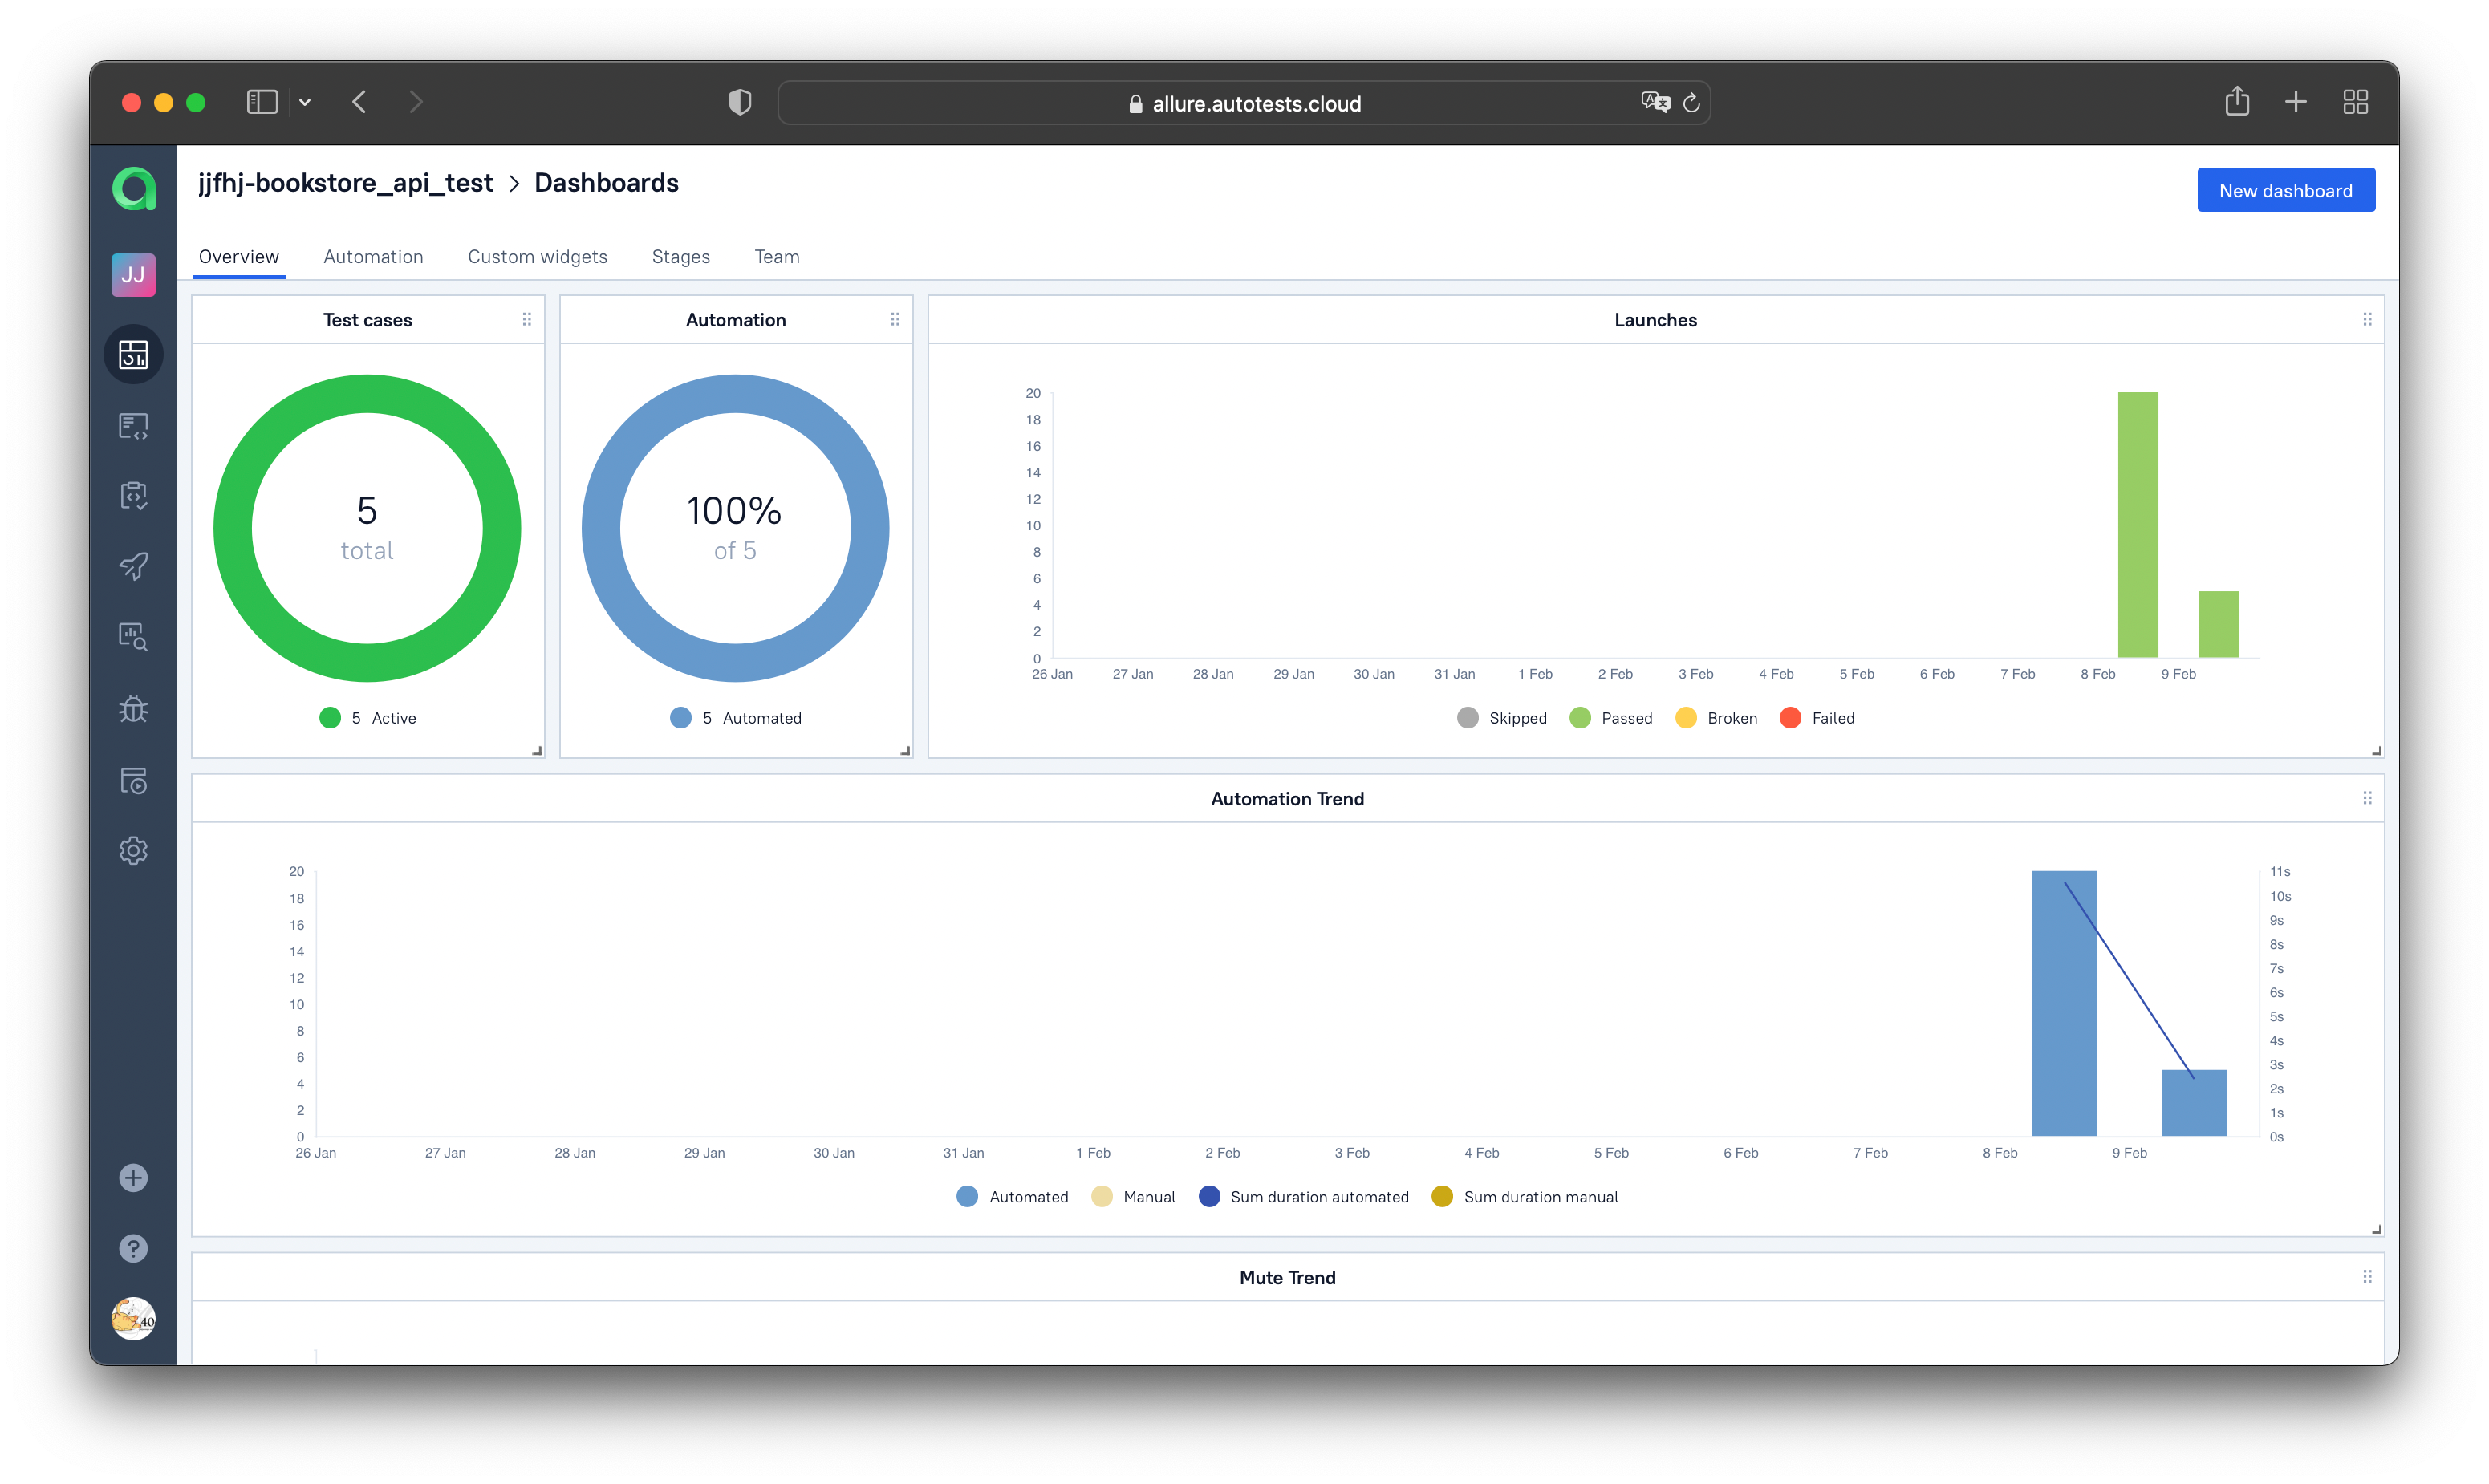 allure.autotests.cloud
jjfhj-bookstore_api_test > Dashboards
New dashboard
JJ
Overview Automation Custom widgets Stages Team
Test cases
5
total
5 Active
Automation
100%
of 5
5 Automated
Launches
20
18
16
14
12
10
8
6
4
2
0
26 Jan 27 Jan 28 Jan 29 Jan 30 Jan 31 Jan 1 Feb 2 Feb 3 Feb 4 Feb 5 Feb 6 Feb 7 Feb 8 Feb 9 Feb
Skipped Passed Broken Failed
Automation Trend
20
18
16
14
12
10
8
6
4
2
0
11s
10s
9s
8s
7s
6s
5s
4s
3s
2s
1s
0s
26 Jan 27 Jan 28 Jan 29 Jan 30 Jan 31 Jan 1 Feb 2 Feb 3 Feb 4 Feb 5 Feb 6 Feb 7 Feb 8 Feb 9 Feb
Automated Manual Sum duration automated Sum duration manual
Mute Trend
?
40